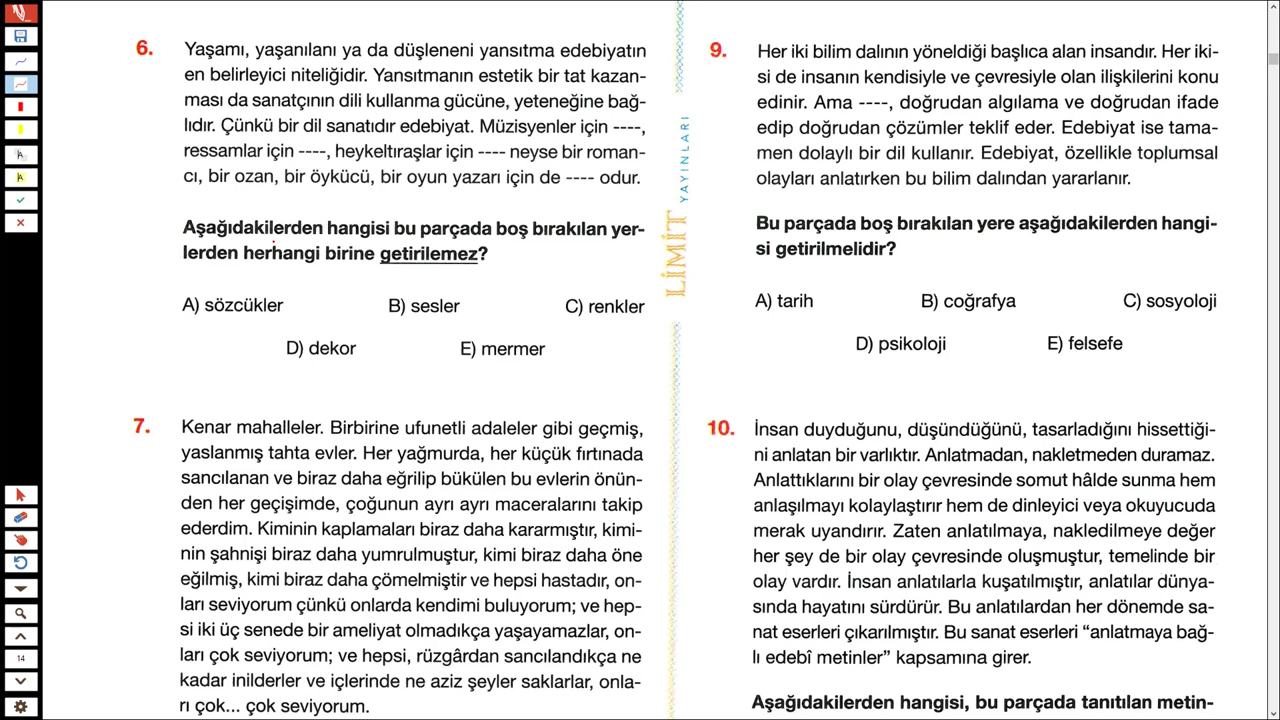 6.
Yaşamı, yaşanılanı ya da düşleneni yansıtma edebiyatın
en belirleyici niteliğidir. Yansıtmanın estetik bir tat kazan-
ması da sanatçının dili kullanma gücüne, yeteneğine bağ-
lıdır. Çünkü bir dil sanatıdır edebiyat. Müzisyenler için ----,
ressamlar için ----, heykeltıraşlar için ---- neyse bir roman-
cı, bir ozan, bir öykücü, bir oyun yazarı için de ---- odur.
Aşağıdakilerden hangisi bu parçada boş bırakılan yer-
lerden herhangi birine getirilemez?
A) sözcükler
B) sesler
C) renkler
D) dekor
E) mermer
7.
Kenar mahalleler. Birbirine ufunetli adaleler gibi geçmiş,
yaslanmış tahta evler. Her yağmurda, her küçük fırtınada
sancılanan ve biraz daha eğrilip bükülen bu evlerin önün-
den her geçişimde, çoğunun ayrı ayrı maceralarını takip
ederdim. Kiminin kaplamaları biraz daha kararmıştır, kimi-
nin şahnişi biraz daha yumrulmuştur, kimi biraz daha öne
eğilmiş, kimi biraz daha çömelmiştir ve hepsi hastadır, on-
ları seviyorum çünkü onlarda kendimi buluyorum; ve hep-
si iki üç senede bir ameliyat olmadıkça yaşayamazlar, on-
ları çok seviyorum; ve hepsi, rüzgârdan sancılandıkça ne
kadar inilderler ve içlerinde ne aziz şeyler saklarlar, onla-
rı çok... çok seviyorum.
LİMİT YAYINLARI
9.
Her iki bilim dalının yöneldiği başlıca alan insandır. Her iki-
si de insanın kendisiyle ve çevresiyle olan ilişkilerini konu
edinir. Ama ----, doğrudan algılama ve doğrudan ifade
edip doğrudan çözümler teklif eder. Edebiyat ise tama-
men dolaylı bir dil kullanır. Edebiyat, özellikle toplumsal
olayları anlatırken bu bilim dalından yararlanır.
Bu parçada boş bırakılan yere aşağıdakilerden hangi-
si getirilmelidir?
A) tarih
B) coğrafya
C) sosyoloji
D) psikoloji
E) felsefe
10.
İnsan duyduğunu, düşündüğünü, tasarladığını hissettiği-
ni anlatan bir varlıktır. Anlatmadan, nakletmeden duramaz.
Anlattıklarını bir olay çevresinde somut hâlde sunma hem
anlaşılmayı kolaylaştırır hem de dinleyici veya okuyucuda
merak uyandırır. Zaten anlatılmaya, nakledilmeye değer
her şey de bir olay çevresinde oluşmuştur, temelinde bir
olay vardır. İnsan anlatılarla kuşatılmıştır, anlatılar dünya-
sında hayatını sürdürür. Bu anlatılardan her dönemde sa-
nat eserleri çıkarılmıştır. Bu sanat eserleri “anlatmaya bağ-
lı edebî metinler” kapsamına girer.
Aşağıdakilerden hangisi, bu parçada tanıtılan metin-
14